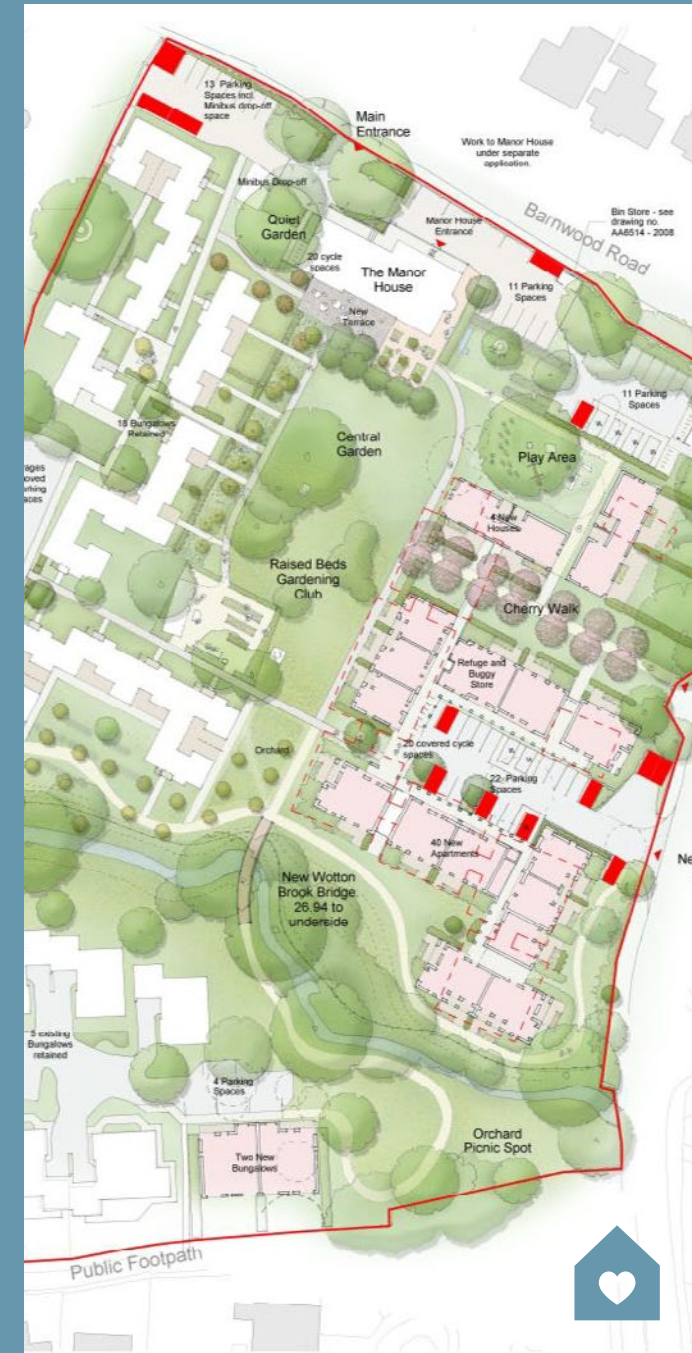 13 Parking
Spaces incl.
Minibus drop-off
space
Main
Entrance
Work to Manor House
under separate
application.
Minibus Drop-off
Bin Store - see
drawing no.
AA6514 - 2008
Barnwood Road
Quiet
Garden
Manor House
Entrance
20 cycle
spaces
The Manor
House
11 Parking
Spaces
New
Terrace
11 Parking
Spaces
18 Bungalows
Retained
Central
Garden
Play Area
4 New
Houses
Raised Beds
Gardening
Club
Cherry Walk
Refuge and
Buggy
Store
Orchard
20 covered cycle
spaces
22 Parking
Spaces
40 New
Apartments
New Wotton
Brook Bridge.
26.94 to
underside
5 existing
Bungalows
retained
4 Parking
Spaces
Two New
Bungalows
Orchard
Picnic Spot
Public Footpath